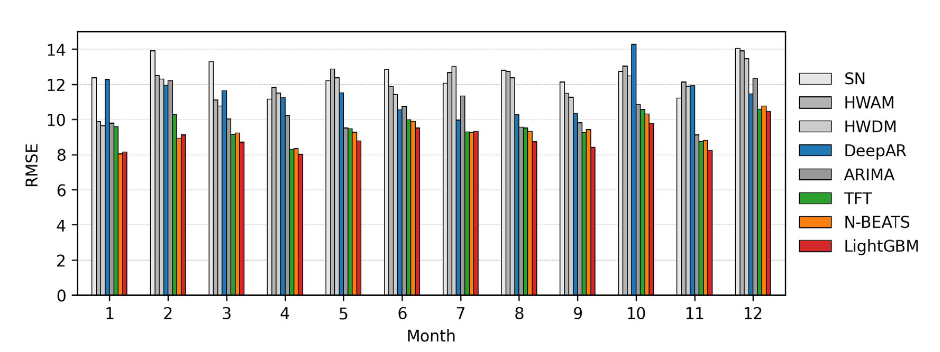 14
12
10
8
6
4
2
0
RMSE
1 2 3 4 5 6 7 8 9 10 11 12
Month
SN
HWAM
HWDM
DeepAR
ARIMA
TFT
N-BEATS
LightGBM